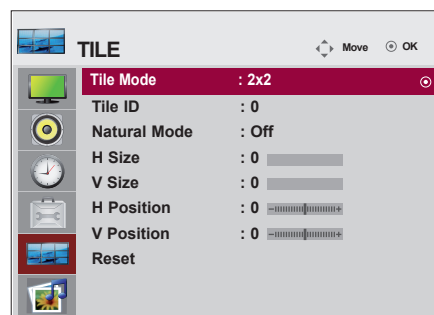 TILE Move OK
Tile Mode : 2x2
Tile ID : 0
Natural Mode : Off
H Size : 0
V Size : 0
H Position : 0 - +
V Position : 0 - +
Reset